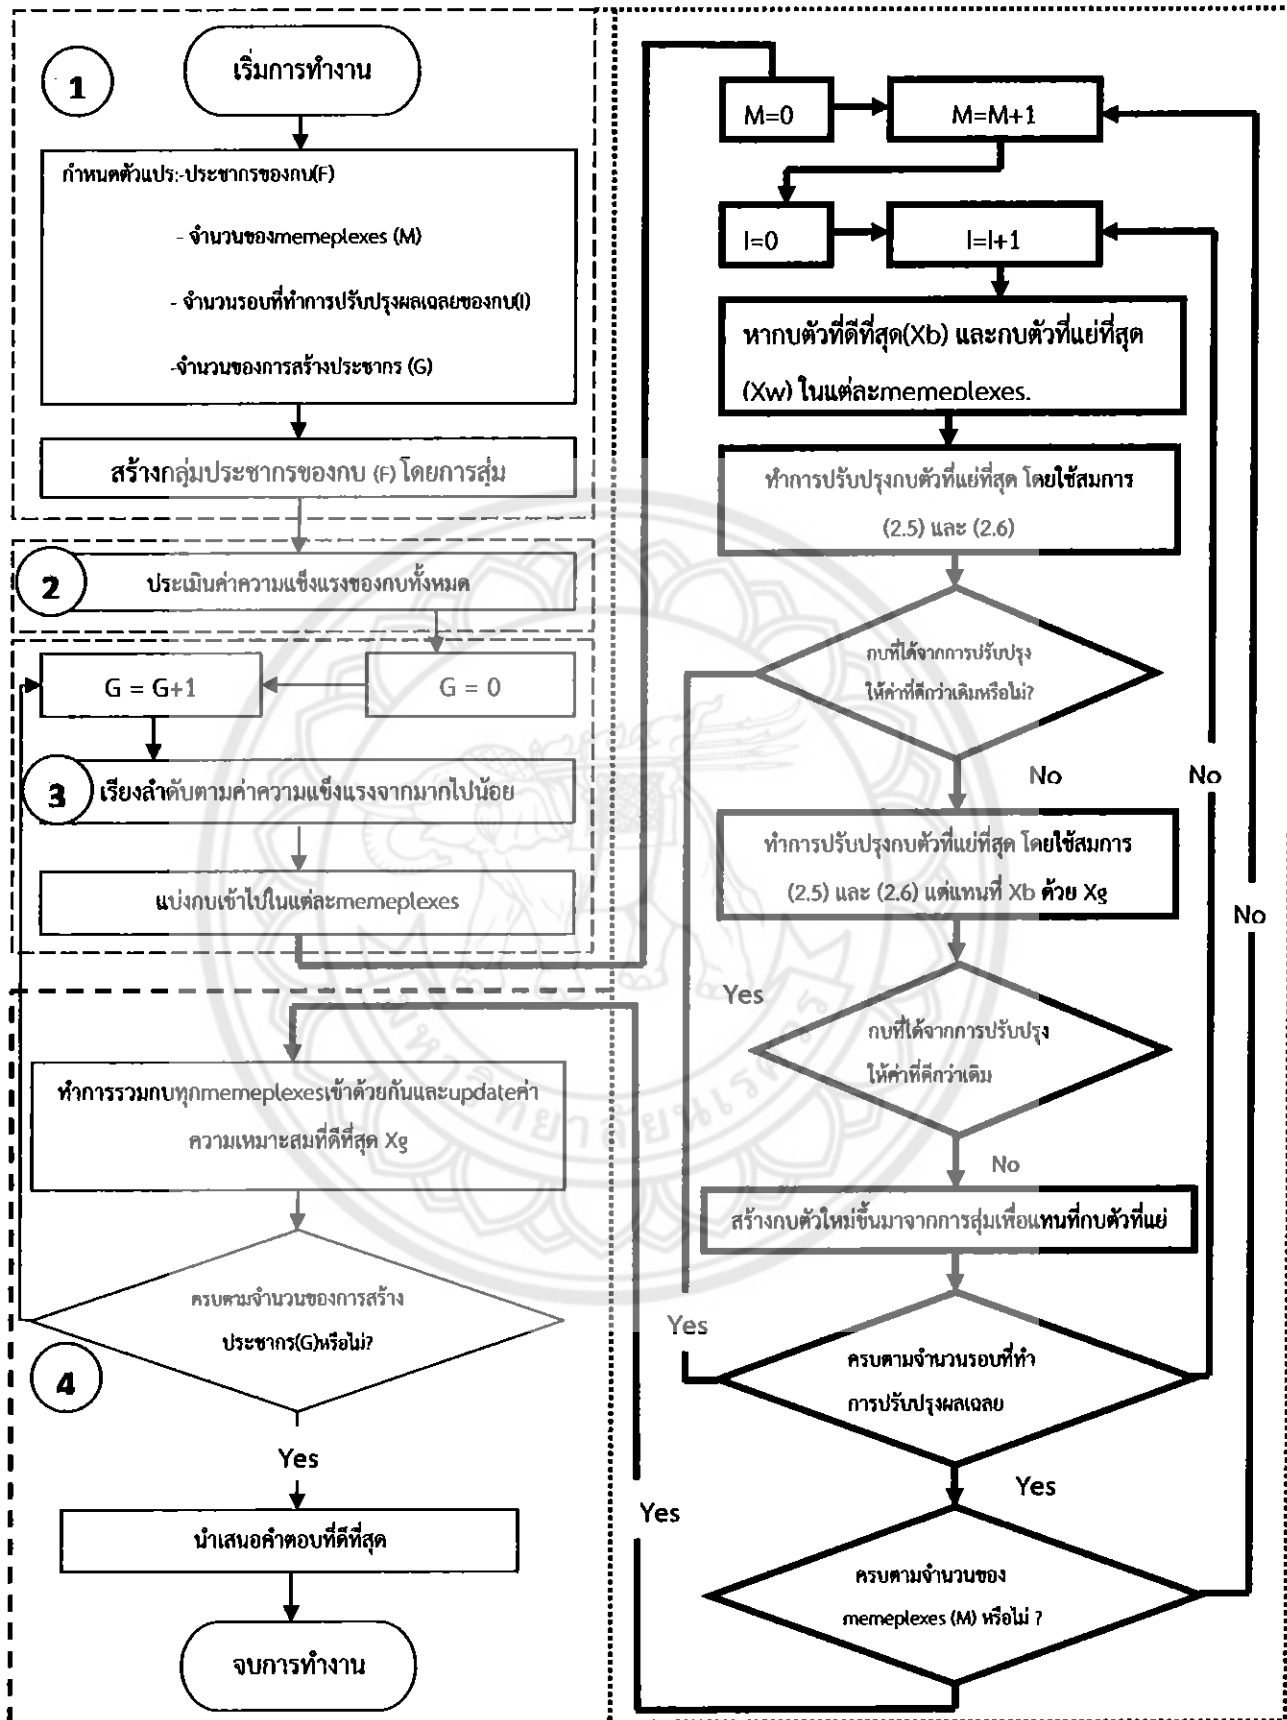 1
เริ่มการทำงาน
กำหนดตัวแปร:-ประชากรของกบ(F)
- จำนวนของmemeplexes (M)
- จำนวนรอบที่ทำการปรับปรุงผลเฉลยของกบ(I)
-จำนวนของการสร้างประชากร (G)
สร้างกลุ่มประชากรของกบ (F) โดยการสุ่ม
2
ประเมินค่าความแข็งแรงของกบทั้งหมด
G = G+1
G = 0
3
เรียงลำดับตามค่าความแข็งแรงจากมากไปน้อย
แบ่งกบเข้าไปในแต่ละmemeplexes
ทำการรวมกบทุกmemeplexesเข้าด้วยกันและupdateค่า
ความเหมาะสมที่ดีที่สุด Xg
ครบตามจำนวนของการสร้าง
ประชากร(G)หรือไม่?
4
Yes
นำเสนอคำตอบที่ดีที่สุด
จบการทำงาน
M=0
M=M+1
I=0
I=I+1
หากบตัวที่ดีที่สุด(Xb) และกบตัวที่แย่ที่สุด
(Xw) ในแต่ละmemeplexes.
ทำการปรับปรุงกบตัวที่แย่ที่สุด โดยใช้สมการ
(2.5) และ (2.6)
กบที่ได้จากการปรับปรุง
ให้ค่าที่ดีกว่าเดิมหรือไม่?
No
No
ทำการปรับปรุงกบตัวที่แย่ที่สุด โดยใช้สมการ
(2.5) และ (2.6) แต่แทนที่ Xb ด้วย Xg
No
Yes
กบที่ได้จากการปรับปรุง
ให้ค่าที่ดีกว่าเดิม
No
สร้างกบตัวใหม่ขึ้นมาจากการสุ่มเพื่อแทนที่กบตัวที่แย่
Yes
ครบตามจำนวนรอบที่ทำ
การปรับปรุงผลเฉลย
Yes
Yes
ครบตามจำนวนของ
memeplexes (M) หรือไม่ ?
มหาวิทยาลัยนเรศวร